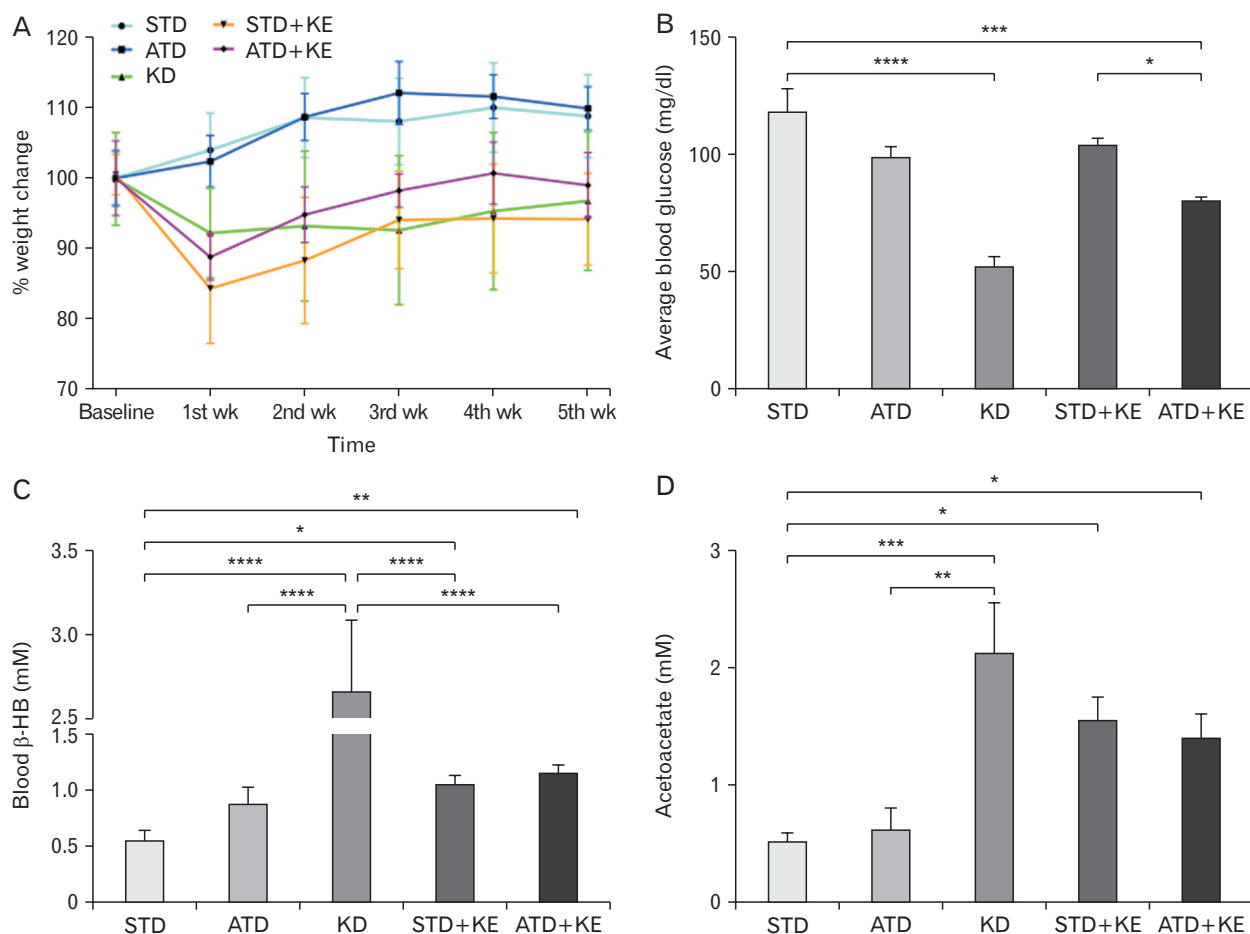 A
STD
ATD
KD
STD+KE
ATD+KE
% weight change
120
110
100
90
80
70
Baseline 1st wk 2nd wk 3rd wk 4th wk 5th wk
Time
B
***
**** *
Average blood glucose (mg/dl)
150
100
50
0
STD ATD KD STD+KE ATD+KE
C
**
*
**** ****
**** ****
Blood β-HB (mM)
3.5
3.0
2.5
1.5
1.0
0.5
0
STD ATD KD STD+KE ATD+KE
D
*
*
***
**
Acetoacetate (mM)
3
2
1
0
STD ATD KD STD+KE ATD+KE